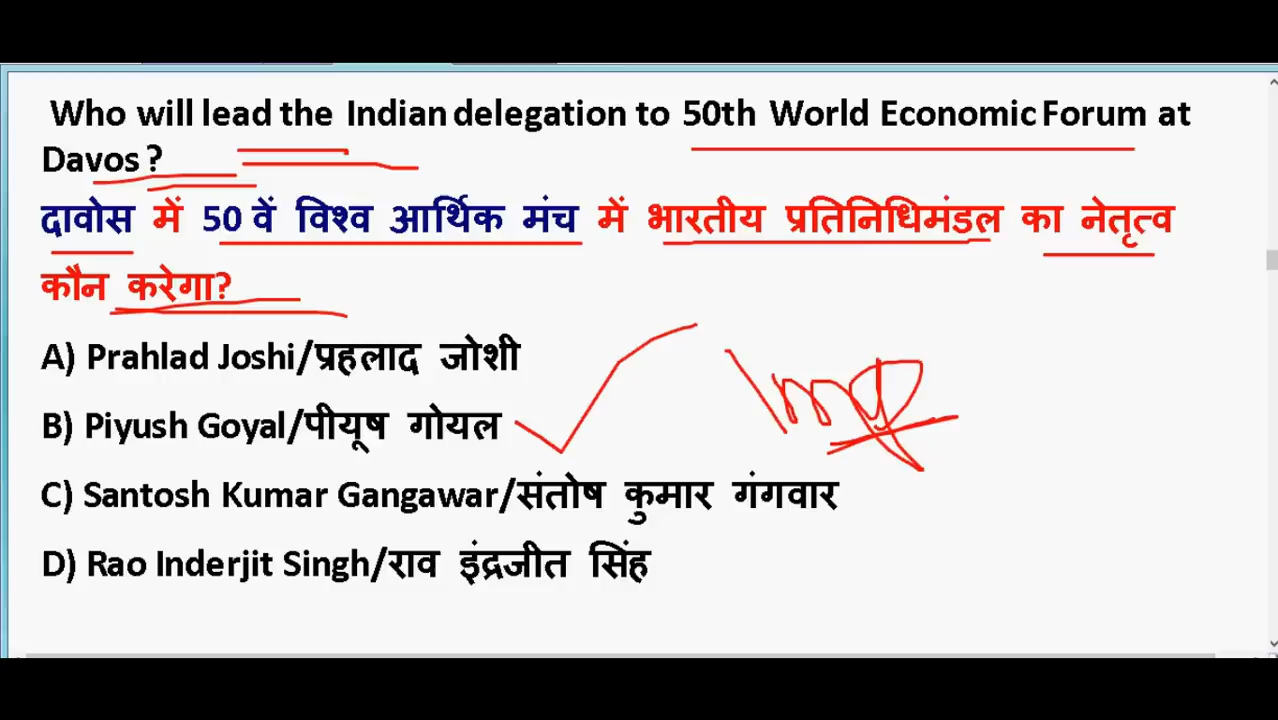 Who will lead the Indian delegation to 50th World Economic Forum at
Davos ?
दावोस में 50 वें विश्व आर्थिक मंच में भारतीय प्रतिनिधिमंडल का नेतृत्व
कौन करेगा?
A) Prahlad Joshi/प्रहलाद जोशी
B) Piyush Goyal/पीयूष गोयल
C) Santosh Kumar Gangawar/संतोष कुमार गंगवार
D) Rao Inderjit Singh/राव इंद्रजीत सिंह